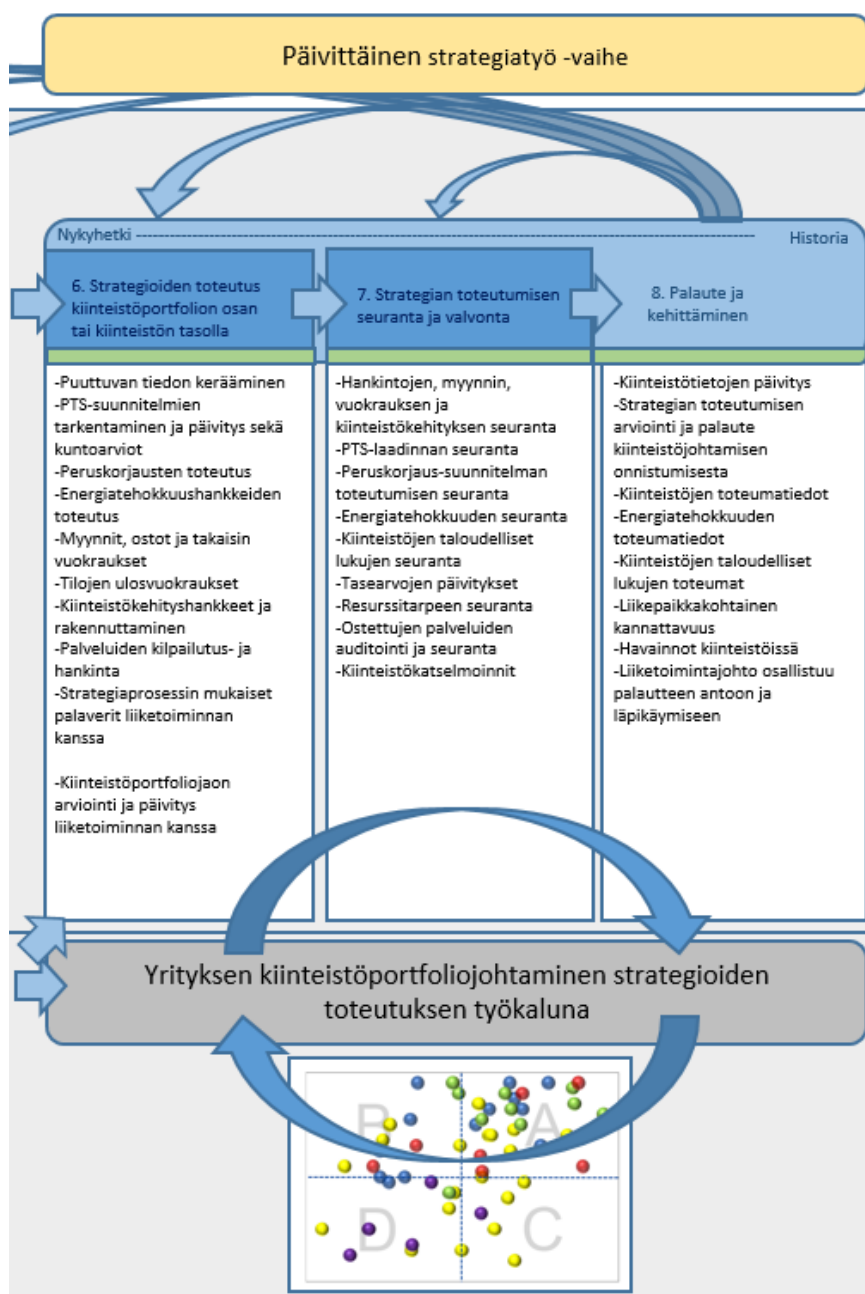 Päivittäinen strategiatyö -vaihe
Nykyhetki
Historia
6. Strategioiden toteutus
kiinteistöportfolion osan
tai kiinteistön tasolla
7. Strategian toteutumisen
seuranta ja valvonta
8. Palaute ja
kehittäminen
-Puuttuvan tiedon kerääminen
-PTS-suunnitelmien
tarkentaminen ja päivitys sekä
kuntoarviot
-Peruskorjausten toteutus
-Energiatehokkuushankkeiden
toteutus
-Myynnit, ostot ja takaisin
vuokraukset
-Tilojen ulosvuokraukset
-Kiinteistökehityshankkeet ja
rakennuttaminen
-Palveluiden kilpailutus- ja
hankinta
-Strategiaprosessin mukaiset
palaverit liiketoiminnan
kanssa
-Kiinteistöportfoliojaon
arviointi ja päivitys
liiketoiminnan kanssa
-Hankintojen, myynnin,
vuokrauksen ja
kiinteistökehityksen seuranta
-PTS-laadinnan seuranta
-Peruskorjaus-suunnitelman
toteutumisen seuranta
-Energiatehokkuuden seuranta
-Kiinteistöjen taloudelliset
lukujen seuranta
-Tasearvojen päivitykset
-Resurssitarpeen seuranta
-Ostettujen palveluiden
auditointi ja seuranta
-Kiinteistökatselmoinnit
-Kiinteistötietojen päivitys
-Strategian toteutumisen
arviointi ja palaute
kiinteistöjohtamisen
onnistumisesta
-Kiinteistöjen toteumatiedot
-Energiatehokkuuden
toteumatiedot
-Kiinteistöjen taloudelliset
lukujen toteumat
-Liikepaikkakohtainen
kannattavuus
-Havainnot kiinteistöissä
-Liiketoimintajohto osallistuu
palautteen antoon ja
läpikäymiseen
Yrityksen kiinteistöportfoliojohtaminen strategioiden
toteutuksen työkaluna
B A
D C